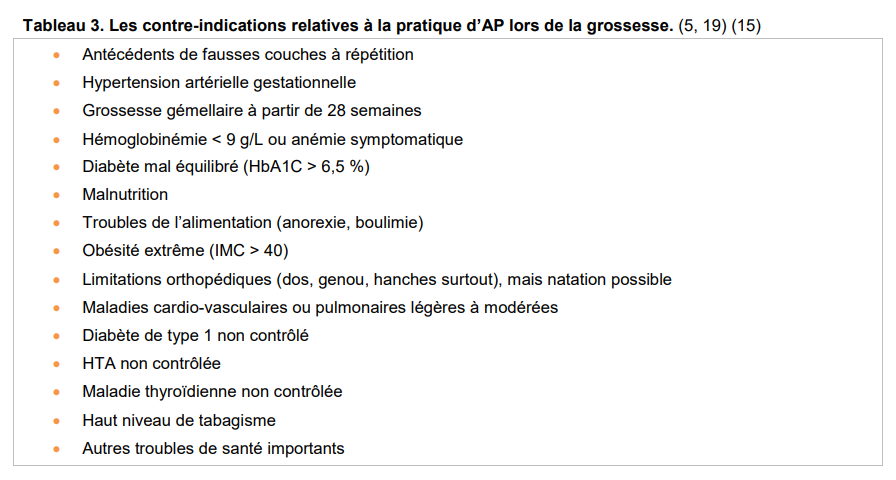 Tableau 3. Les contre-indications relatives à la pratique d’AP lors de la grossesse. (5, 19) (15)
• Antécédents de fausses couches à répétition
• Hypertension artérielle gestationnelle
• Grossesse gémellaire à partir de 28 semaines
• Hémoglobinémie < 9 g/L ou anémie symptomatique
• Diabète mal équilibré (HbA1C > 6,5 %)
• Malnutrition
• Troubles de l’alimentation (anorexie, boulimie)
• Obésité extrême (IMC > 40)
• Limitations orthopédiques (dos, genou, hanches surtout), mais natation possible
• Maladies cardio-vasculaires ou pulmonaires légères à modérées
• Diabète de type 1 non contrôlé
• HTA non contrôlée
• Maladie thyroïdienne non contrôlée
• Haut niveau de tabagisme
• Autres troubles de santé importants